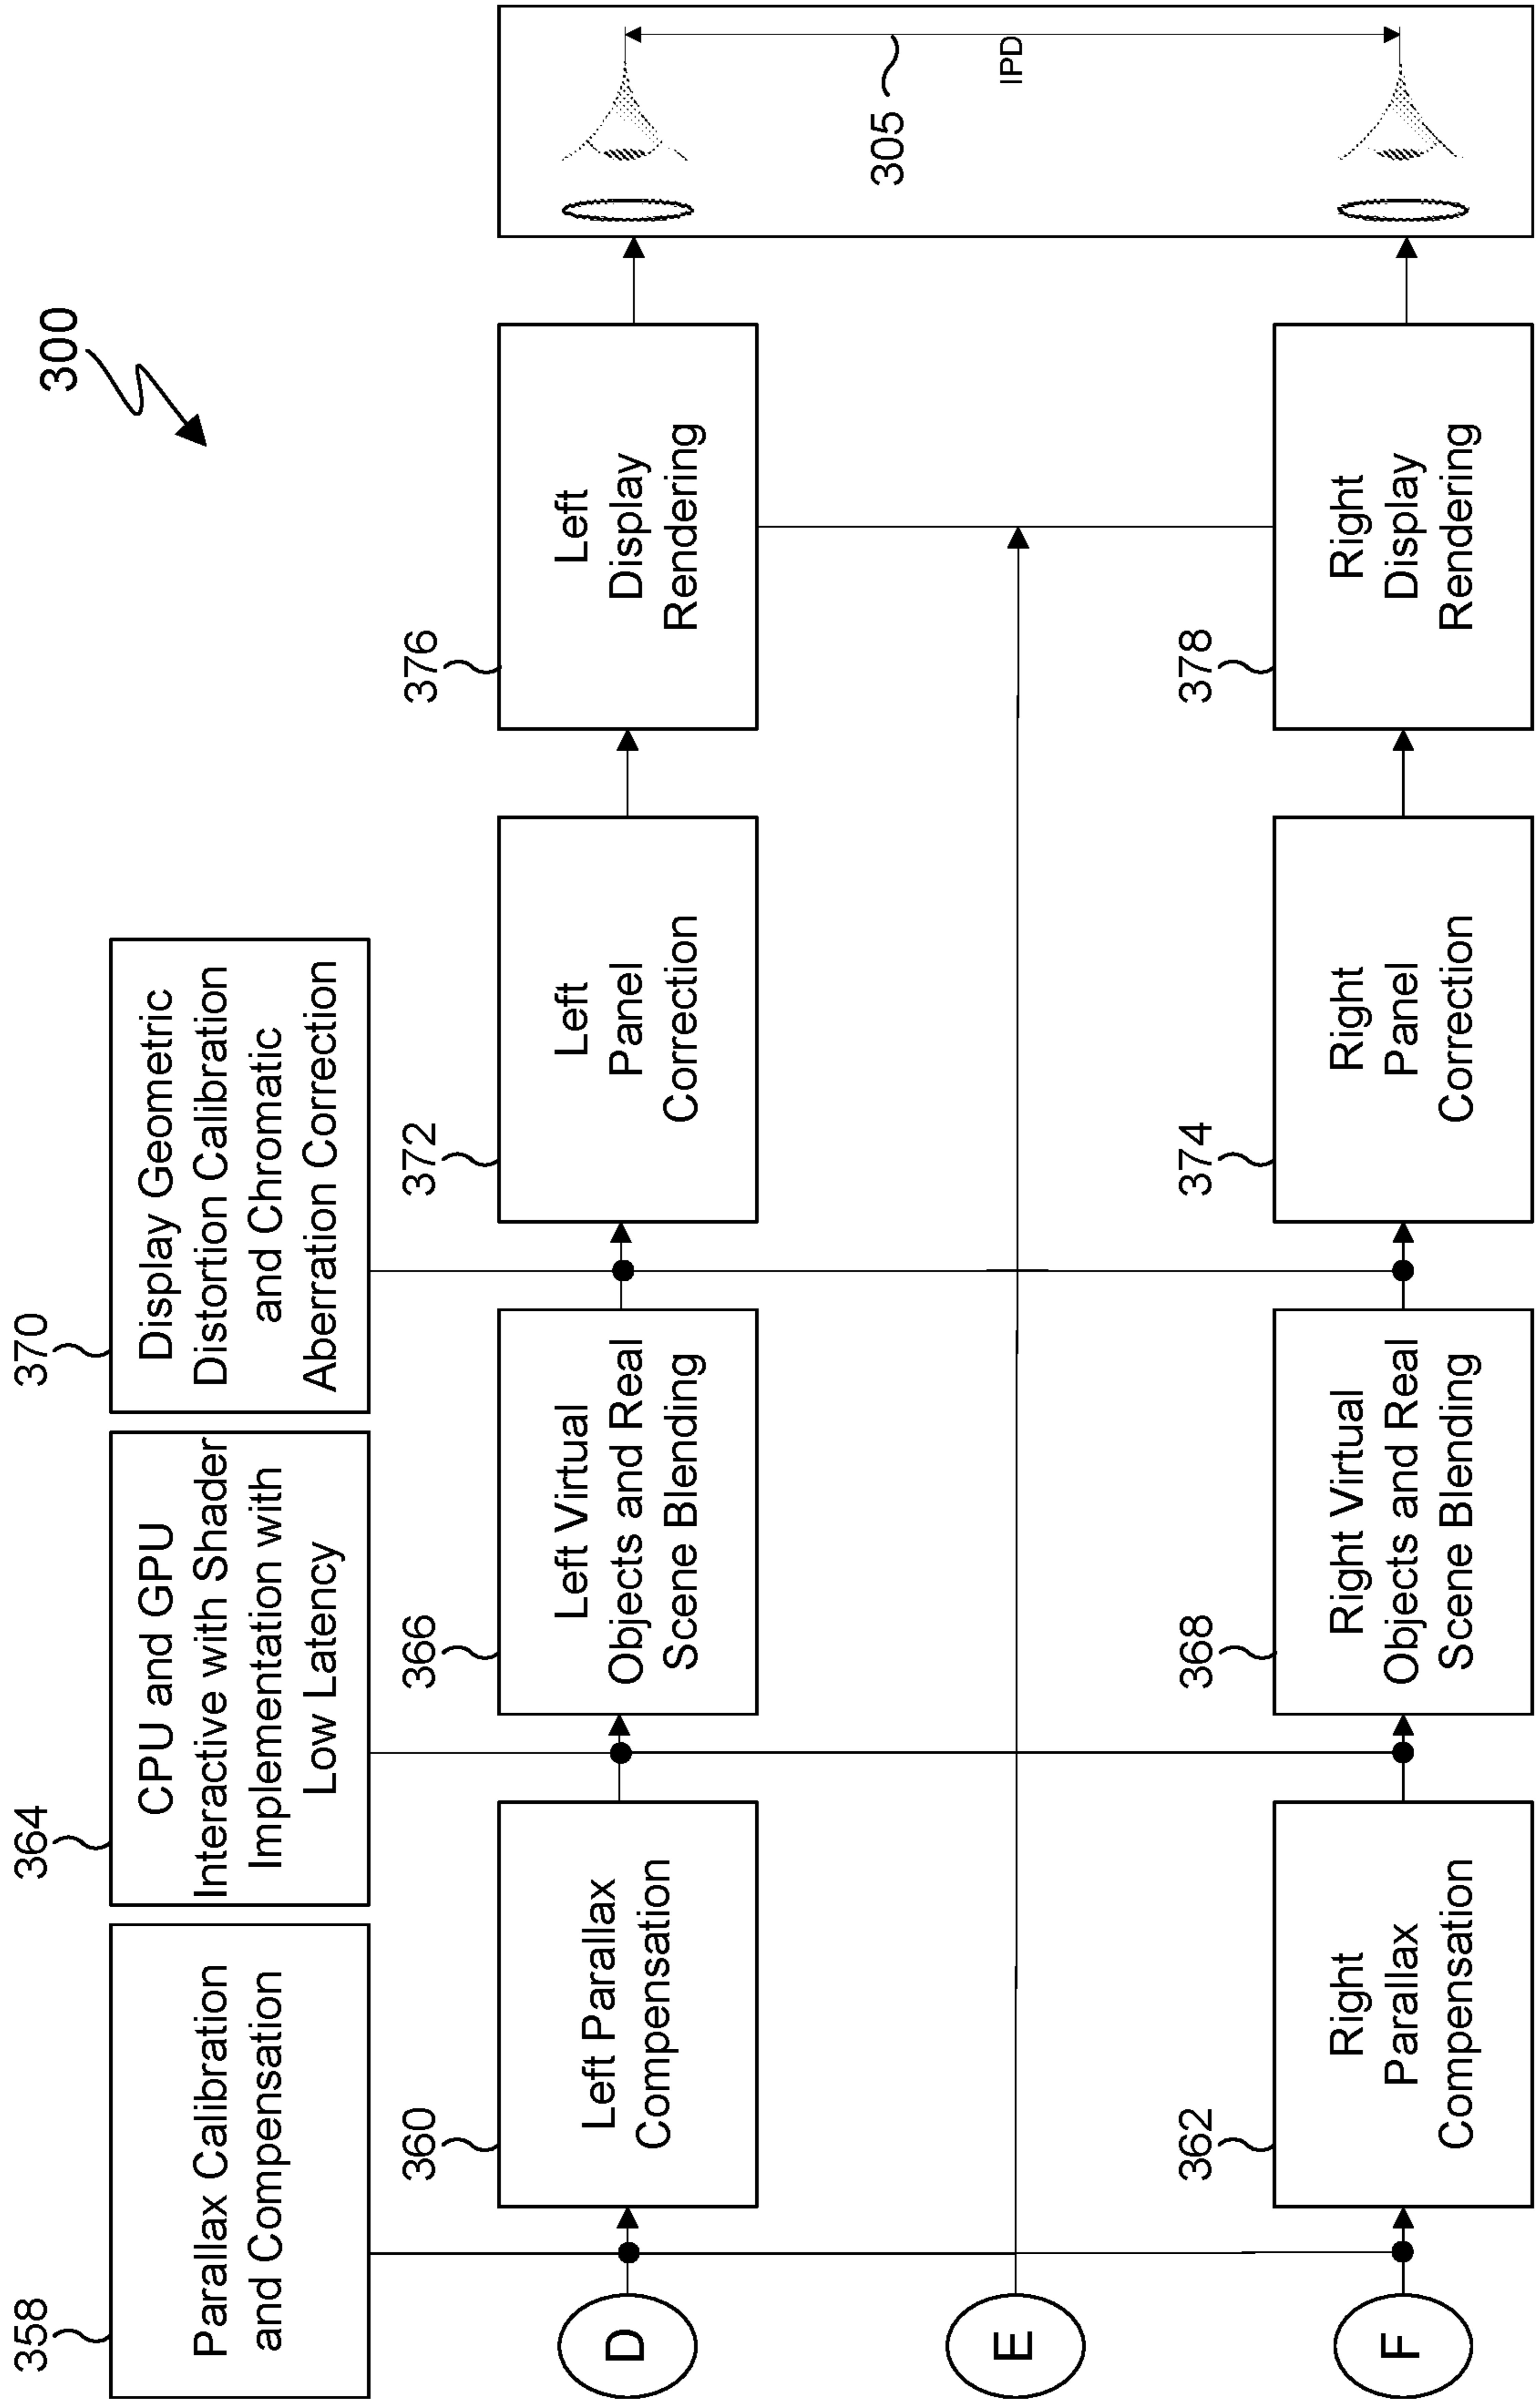 300
358
Parallax Calibration
and Compensation
364
CPU and GPU
Interactive with Shader
Implementation with
Low Latency
370
Display Geometric
Distortion Calibration
and Chromatic
Aberration Correction
D
360
Left Parallax
Compensation
366
Left Virtual
Objects and Real
Scene Blending
372
Left
Panel
Correction
376
Left
Display
Rendering
305
IPD
E
F
362
Right
Parallax
Compensation
368
Right Virtual
Objects and Real
Scene Blending
374
Right
Panel
Correction
378
Right
Display
Rendering